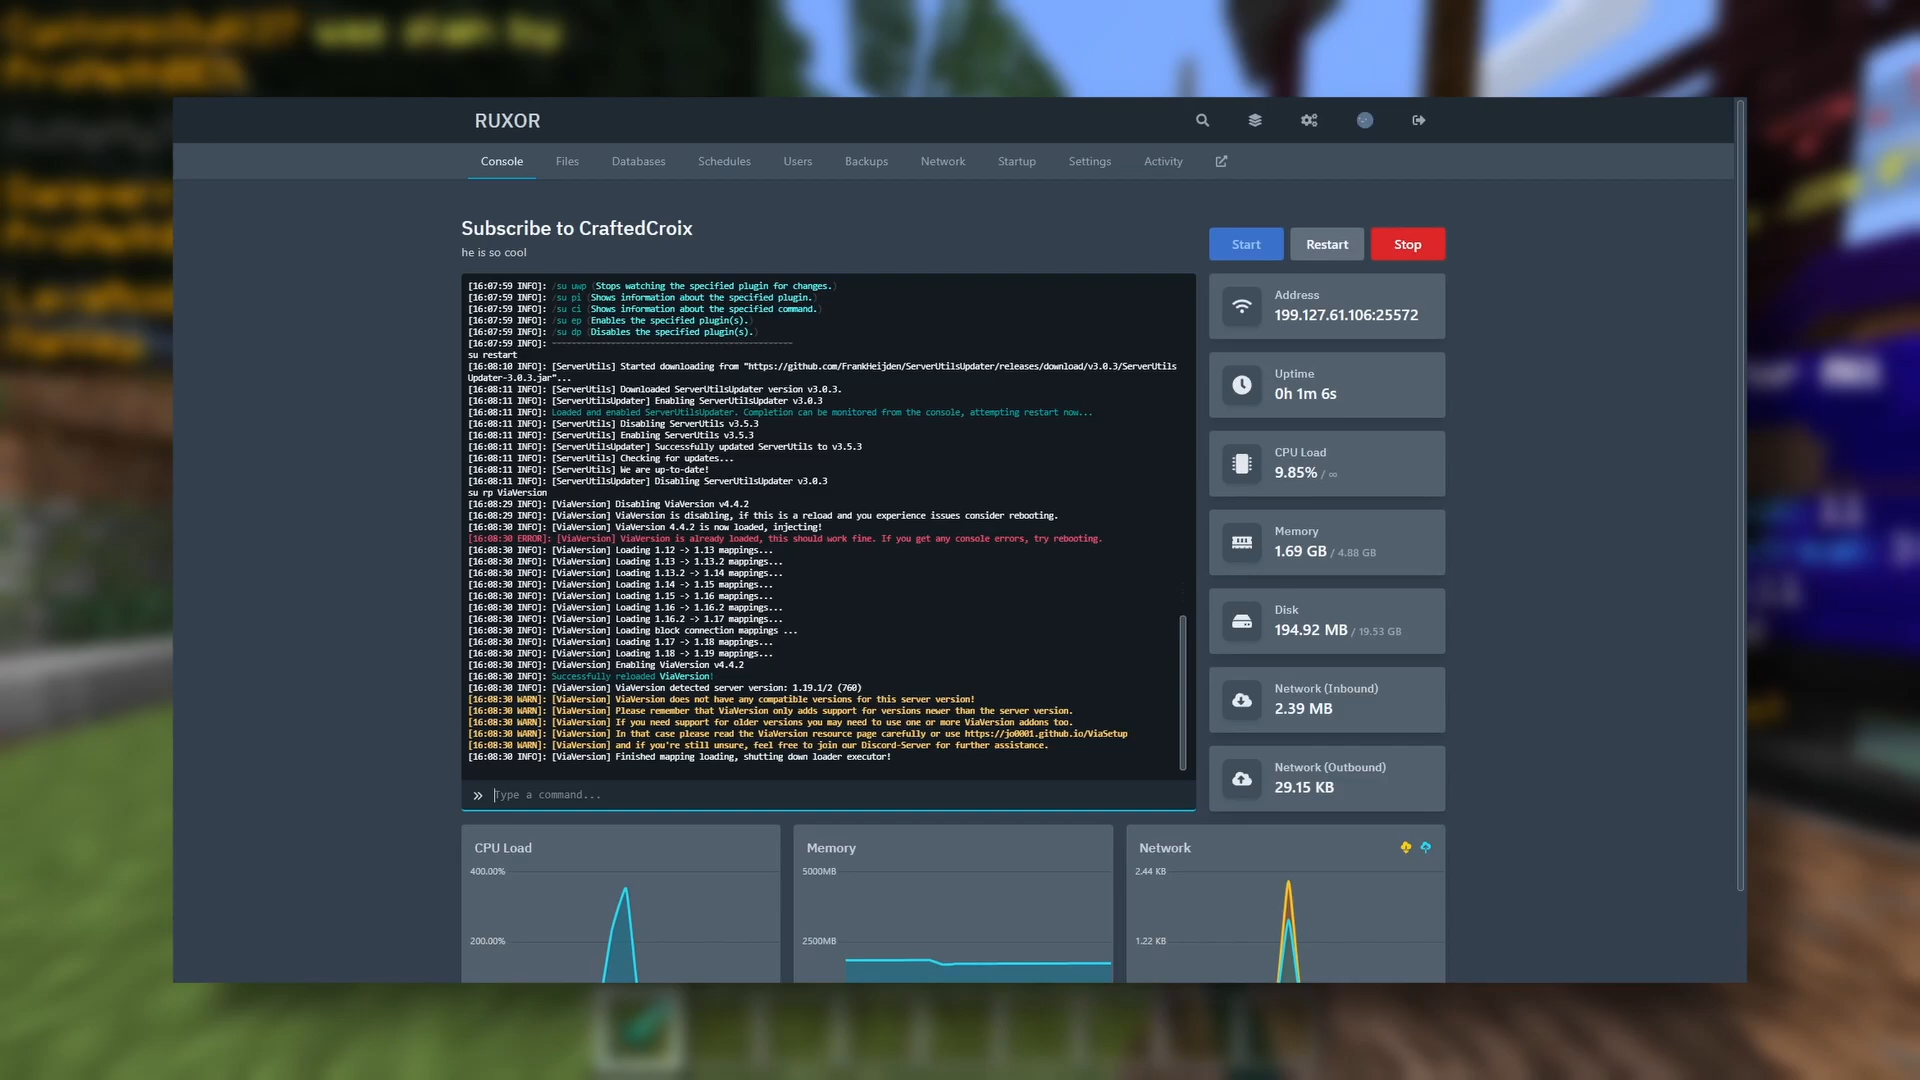 was slain by
RUXOR
Console Files Databases Schedules Users Backups Network Startup Settings Activity
Subscribe to CraftedCroix
he is so cool
Start Restart Stop
[16:07:59 INFO]: /su uwp (Stops watching the specified plugin for changes.)
[16:07:59 INFO]: /su pi (Shows information about the specified plugin.)
[16:07:59 INFO]: /su ci (Shows information about the specified command.)
[16:07:59 INFO]: /su ep (Enables the specified plugin(s).)
[16:07:59 INFO]: /su dp (Disables the specified plugin(s).)
[16:07:59 INFO]: ------------------------------------------------
su restart
[16:08:10 INFO]: [ServerUtils] Started downloading from "https://github.com/FrankHeijden/ServerUtilsUpdater/releases/download/v3.0.3/ServerUtils
Updater-3.0.3.jar"...
[16:08:11 INFO]: [ServerUtils] Downloaded ServerUtilsUpdater version v3.0.3.
[16:08:11 INFO]: [ServerUtilsUpdater] Enabling ServerUtilsUpdater v3.0.3
[16:08:11 INFO]: Loaded and enabled ServerUtilsUpdater. Completion can be monitored from the console, attempting restart now...
[16:08:11 INFO]: [ServerUtils] Disabling ServerUtils v3.5.3
[16:08:11 INFO]: [ServerUtils] Enabling ServerUtils v3.5.3
[16:08:11 INFO]: [ServerUtilsUpdater] Successfully updated ServerUtils to v3.5.3
[16:08:11 INFO]: [ServerUtils] Checking for updates...
[16:08:11 INFO]: [ServerUtils] We are up-to-date!
[16:08:11 INFO]: [ServerUtilsUpdater] Disabling ServerUtilsUpdater v3.0.3
su rp ViaVersion
[16:08:29 INFO]: [ViaVersion] Disabling ViaVersion v4.4.2
[16:08:29 INFO]: [ViaVersion] ViaVersion is disabling, if this is a reload and you experience issues consider rebooting.
[16:08:30 INFO]: [ViaVersion] ViaVersion 4.4.2 is now loaded, injecting!
[16:08:30 ERROR]: [ViaVersion] ViaVersion is already loaded, this should work fine. If you get any console errors, try rebooting.
[16:08:30 INFO]: [ViaVersion] Loading 1.12 -> 1.13 mappings...
[16:08:30 INFO]: [ViaVersion] Loading 1.13 -> 1.13.2 mappings...
[16:08:30 INFO]: [ViaVersion] Loading 1.13.2 -> 1.14 mappings...
[16:08:30 INFO]: [ViaVersion] Loading 1.14 -> 1.15 mappings...
[16:08:30 INFO]: [ViaVersion] Loading 1.15 -> 1.16 mappings...
[16:08:30 INFO]: [ViaVersion] Loading 1.16 -> 1.16.2 mappings...
[16:08:30 INFO]: [ViaVersion] Loading 1.16.2 -> 1.17 mappings...
[16:08:30 INFO]: [ViaVersion] Loading block connection mappings ...
[16:08:30 INFO]: [ViaVersion] Loading 1.17 -> 1.18 mappings...
[16:08:30 INFO]: [ViaVersion] Loading 1.18 -> 1.19 mappings...
[16:08:30 INFO]: [ViaVersion] Enabling ViaVersion v4.4.2
[16:08:30 INFO]: Successfully reloaded ViaVersion!
[16:08:30 INFO]: [ViaVersion] ViaVersion detected server version: 1.19.1/2 (760)
[16:08:30 WARN]: [ViaVersion] ViaVersion does not have any compatible versions for this server version!
[16:08:30 WARN]: [ViaVersion] Please remember that ViaVersion only adds support for versions newer than the server version.
[16:08:30 WARN]: [ViaVersion] If you need support for older versions you may need to use one or more ViaVersion addons too.
[16:08:30 WARN]: [ViaVersion] In that case please read the ViaVersion resource page carefully or use https://jo0001.github.io/ViaSetup
[16:08:30 WARN]: [ViaVersion] and if you're still unsure, feel free to join our Discord-Server for further assistance.
[16:08:30 INFO]: [ViaVersion] Finished mapping loading, shutting down loader executor!
Type a command...
Address
199.127.61.106:25572
Uptime
0h 1m 6s
CPU Load
9.85% / ∞
Memory
1.69 GB / 4.88 GB
Disk
194.92 MB / 19.53 GB
Network (Inbound)
2.39 MB
Network (Outbound)
29.15 KB
CPU Load
400.00%
200.00%
Memory
5000MB
2500MB
Network
2.44 KB
1.22 KB